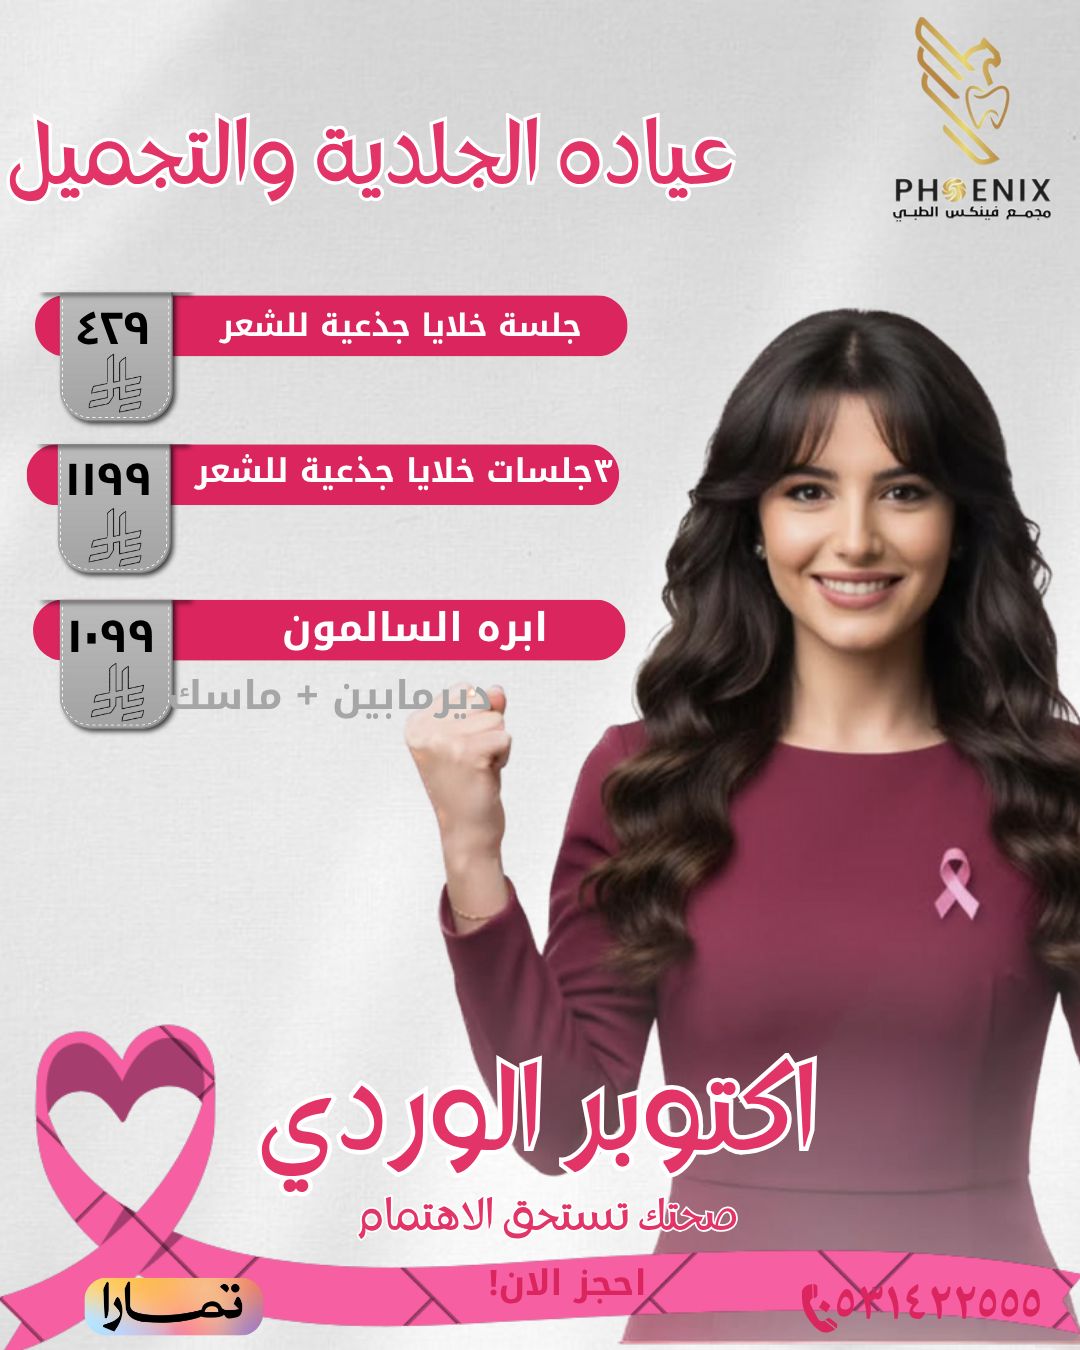 PHOENIX
مجمع فينكس الطبي
عياده الجلدية والتجميل
جلسة خلايا جذعية للشعر
٤٢٩
٣جلسات خلايا جذعية للشعر
١١٩٩
ابره السالمون
١٠٩٩
ديرمابين + ماسك
اكتوبر الوردي
صحتك تستحق الاهتمام
احجز الان!
٠٥٣١٤٢٢٥٥٥
تمارا